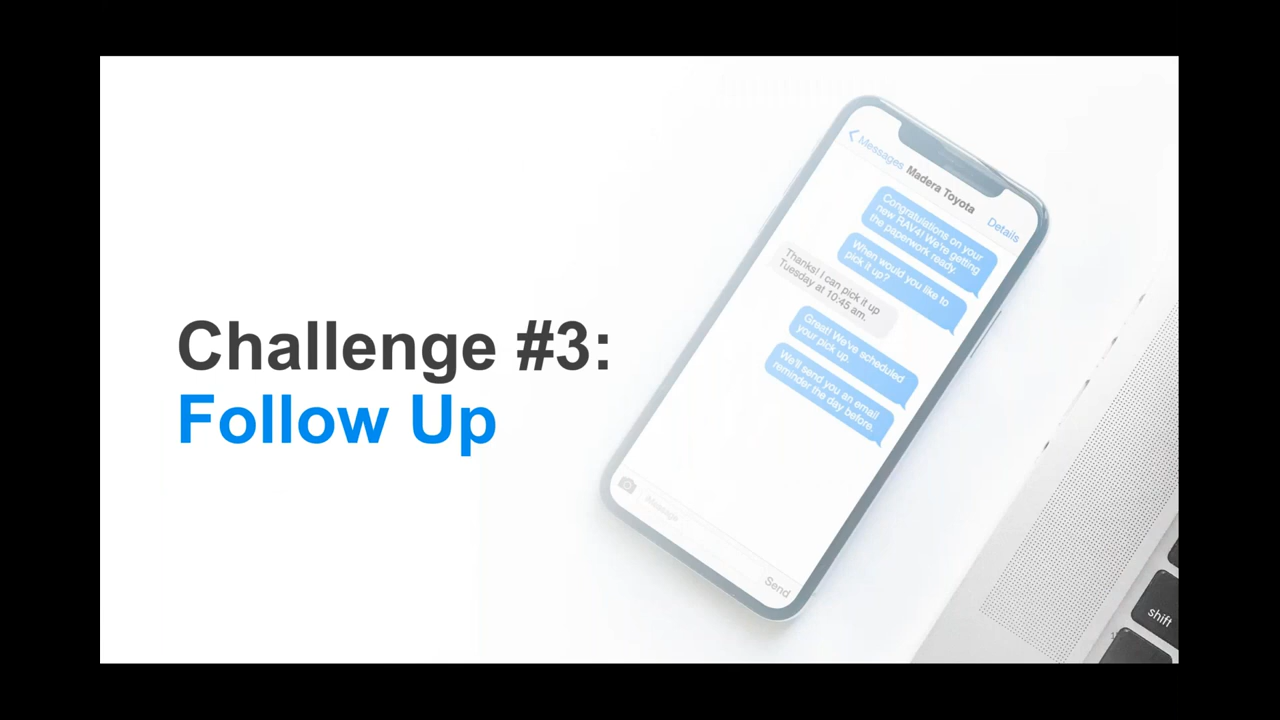 Challenge #3:
Follow Up
Messages
Madera Toyota
Details
Congratulations on your
new RAV4! We're getting
the paperwork ready.
When would you like to
pick it up?
Thanks! I can pick it up
Tuesday at 10:45 am.
Great! We've scheduled
your pick up.
We'll send you an email
reminder the day before.
Message
Send
shift